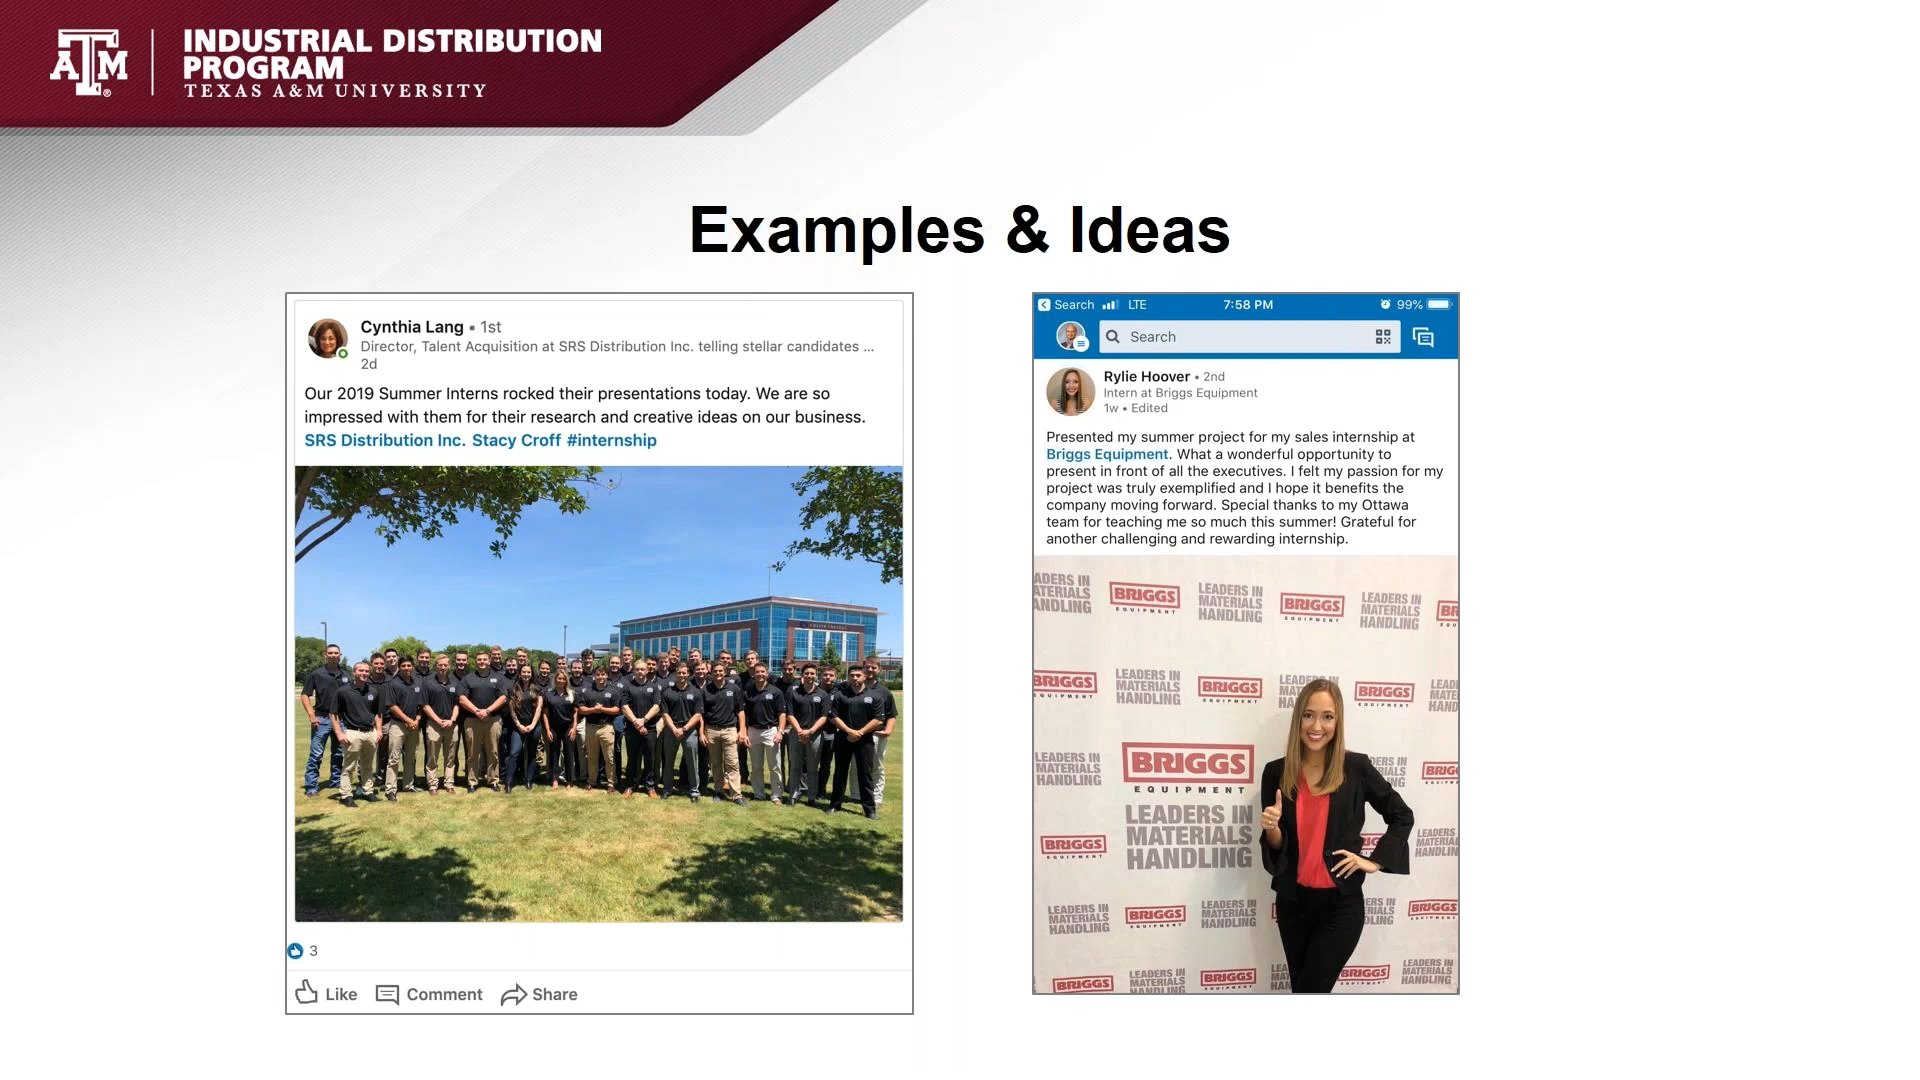 ATM®
INDUSTRIAL DISTRIBUTION
PROGRAM
TEXAS A&M UNIVERSITY
Examples & Ideas
Cynthia Lang • 1st
Director, Talent Acquisition at SRS Distribution Inc. telling stellar candidates ...
2d
Our 2019 Summer Interns rocked their presentations today. We are so
impressed with them for their research and creative ideas on our business.
SRS Distribution Inc. Stacy Croff #internship
3
Like Comment Share
Search LTE 7:58 PM 99%
Search
Rylie Hoover • 2nd
Intern at Briggs Equipment
1w • Edited
Presented my summer project for my sales internship at
Briggs Equipment. What a wonderful opportunity to
present in front of all the executives. I felt my passion for my
project was truly exemplified and I hope it benefits the
company moving forward. Special thanks to my Ottawa
team for teaching me so much this summer! Grateful for
another challenging and rewarding internship.
BRIGGS
EQUIPMENT
LEADERS IN
MATERIALS
HANDLING